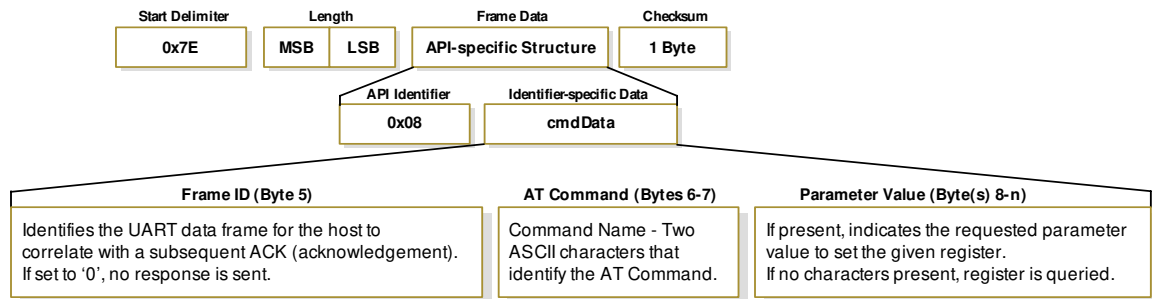 Start Delimiter
Length
Frame Data
Checksum
0x7E
MSB
LSB
API-specific Structure
1 Byte
API Identifier
Identifier-specific Data
0x08
cmdData
Frame ID (Byte 5)
AT Command (Bytes 6-7)
Parameter Value (Byte(s) 8-n)
Identifies the UART data frame for the host to
correlate with a subsequent ACK (acknowledgement).
If set to ‘0’, no response is sent.
Command Name - Two
ASCII characters that
identify the AT Command.
If present, indicates the requested parameter
value to set the given register.
If no characters present, register is queried.